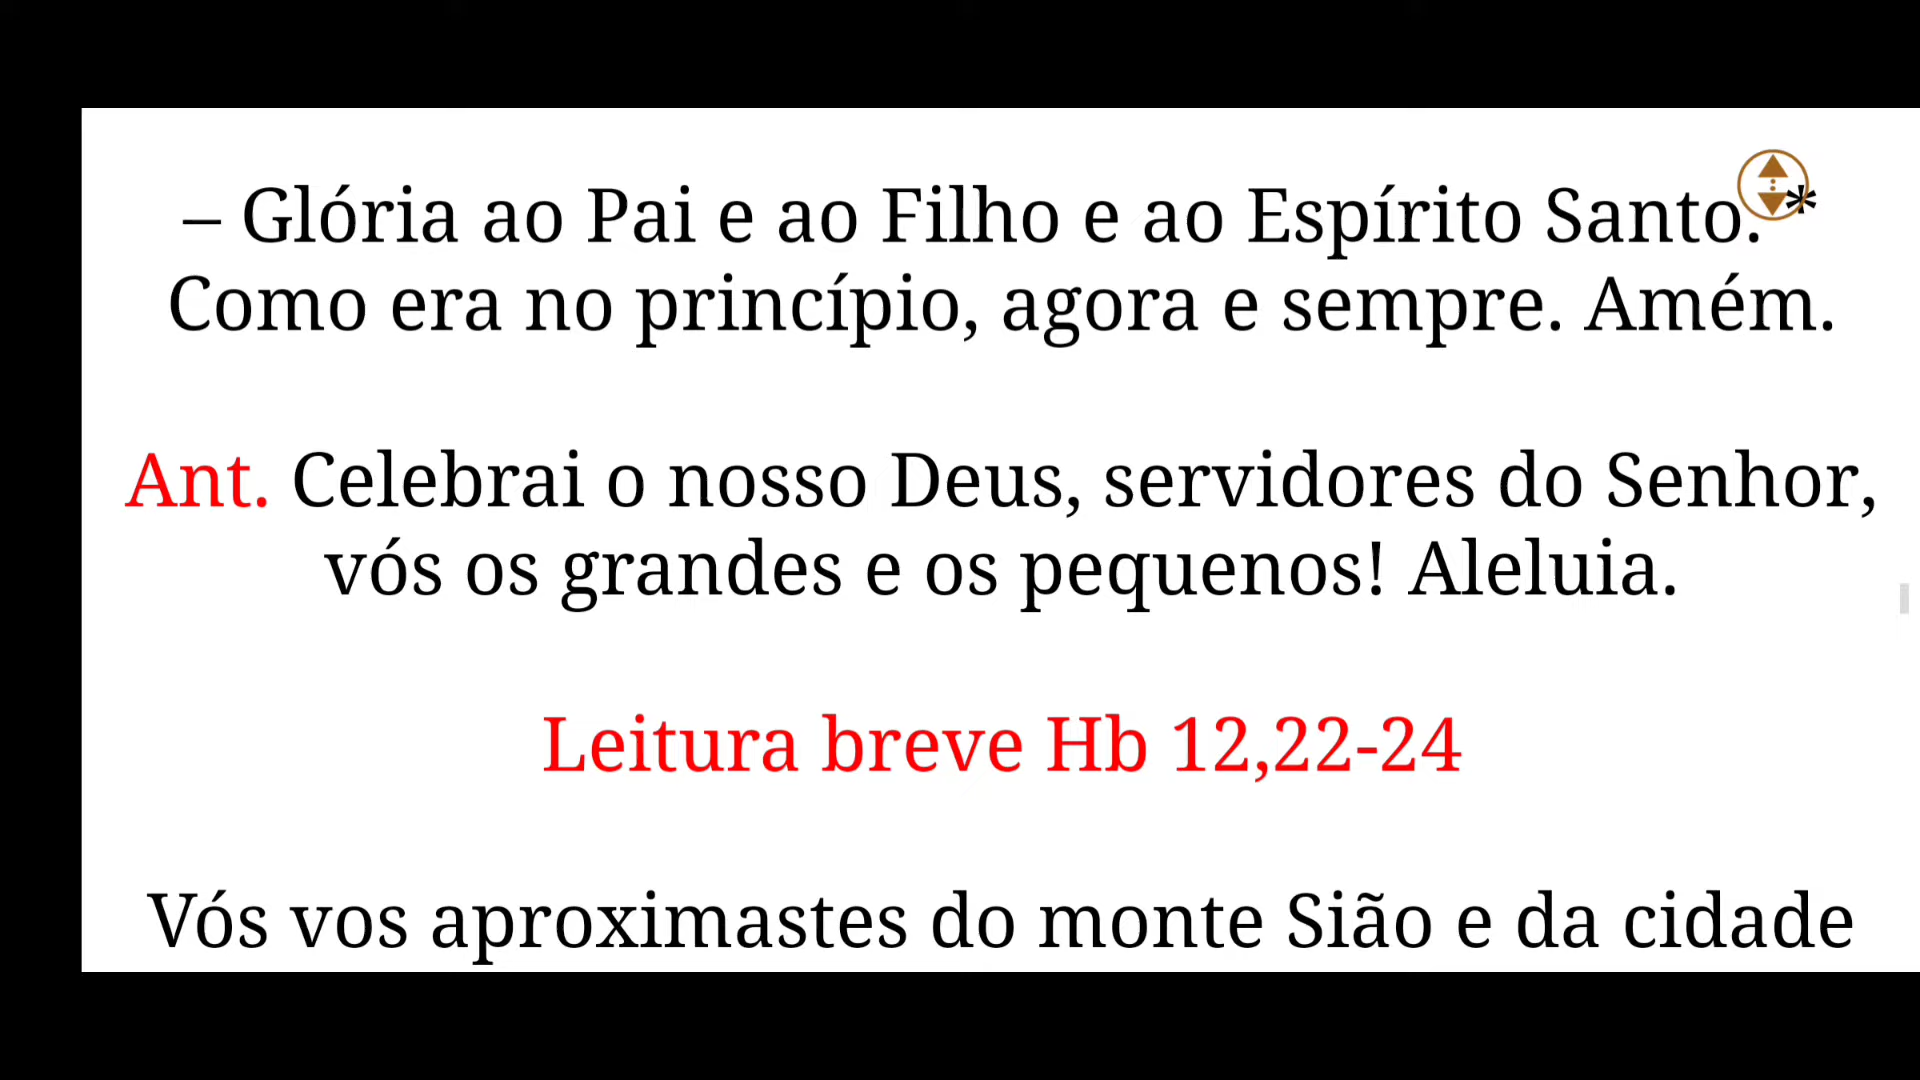 – Glória ao Pai e ao Filho e ao Espírito Santo. *
Como era no princípio, agora e sempre. Amém.
Ant. Celebrai o nosso Deus, servidores do Senhor,
vós os grandes e os pequenos! Aleluia.
Leitura breve Hb 12,22-24
Vós vos aproximastes do monte Sião e da cidade